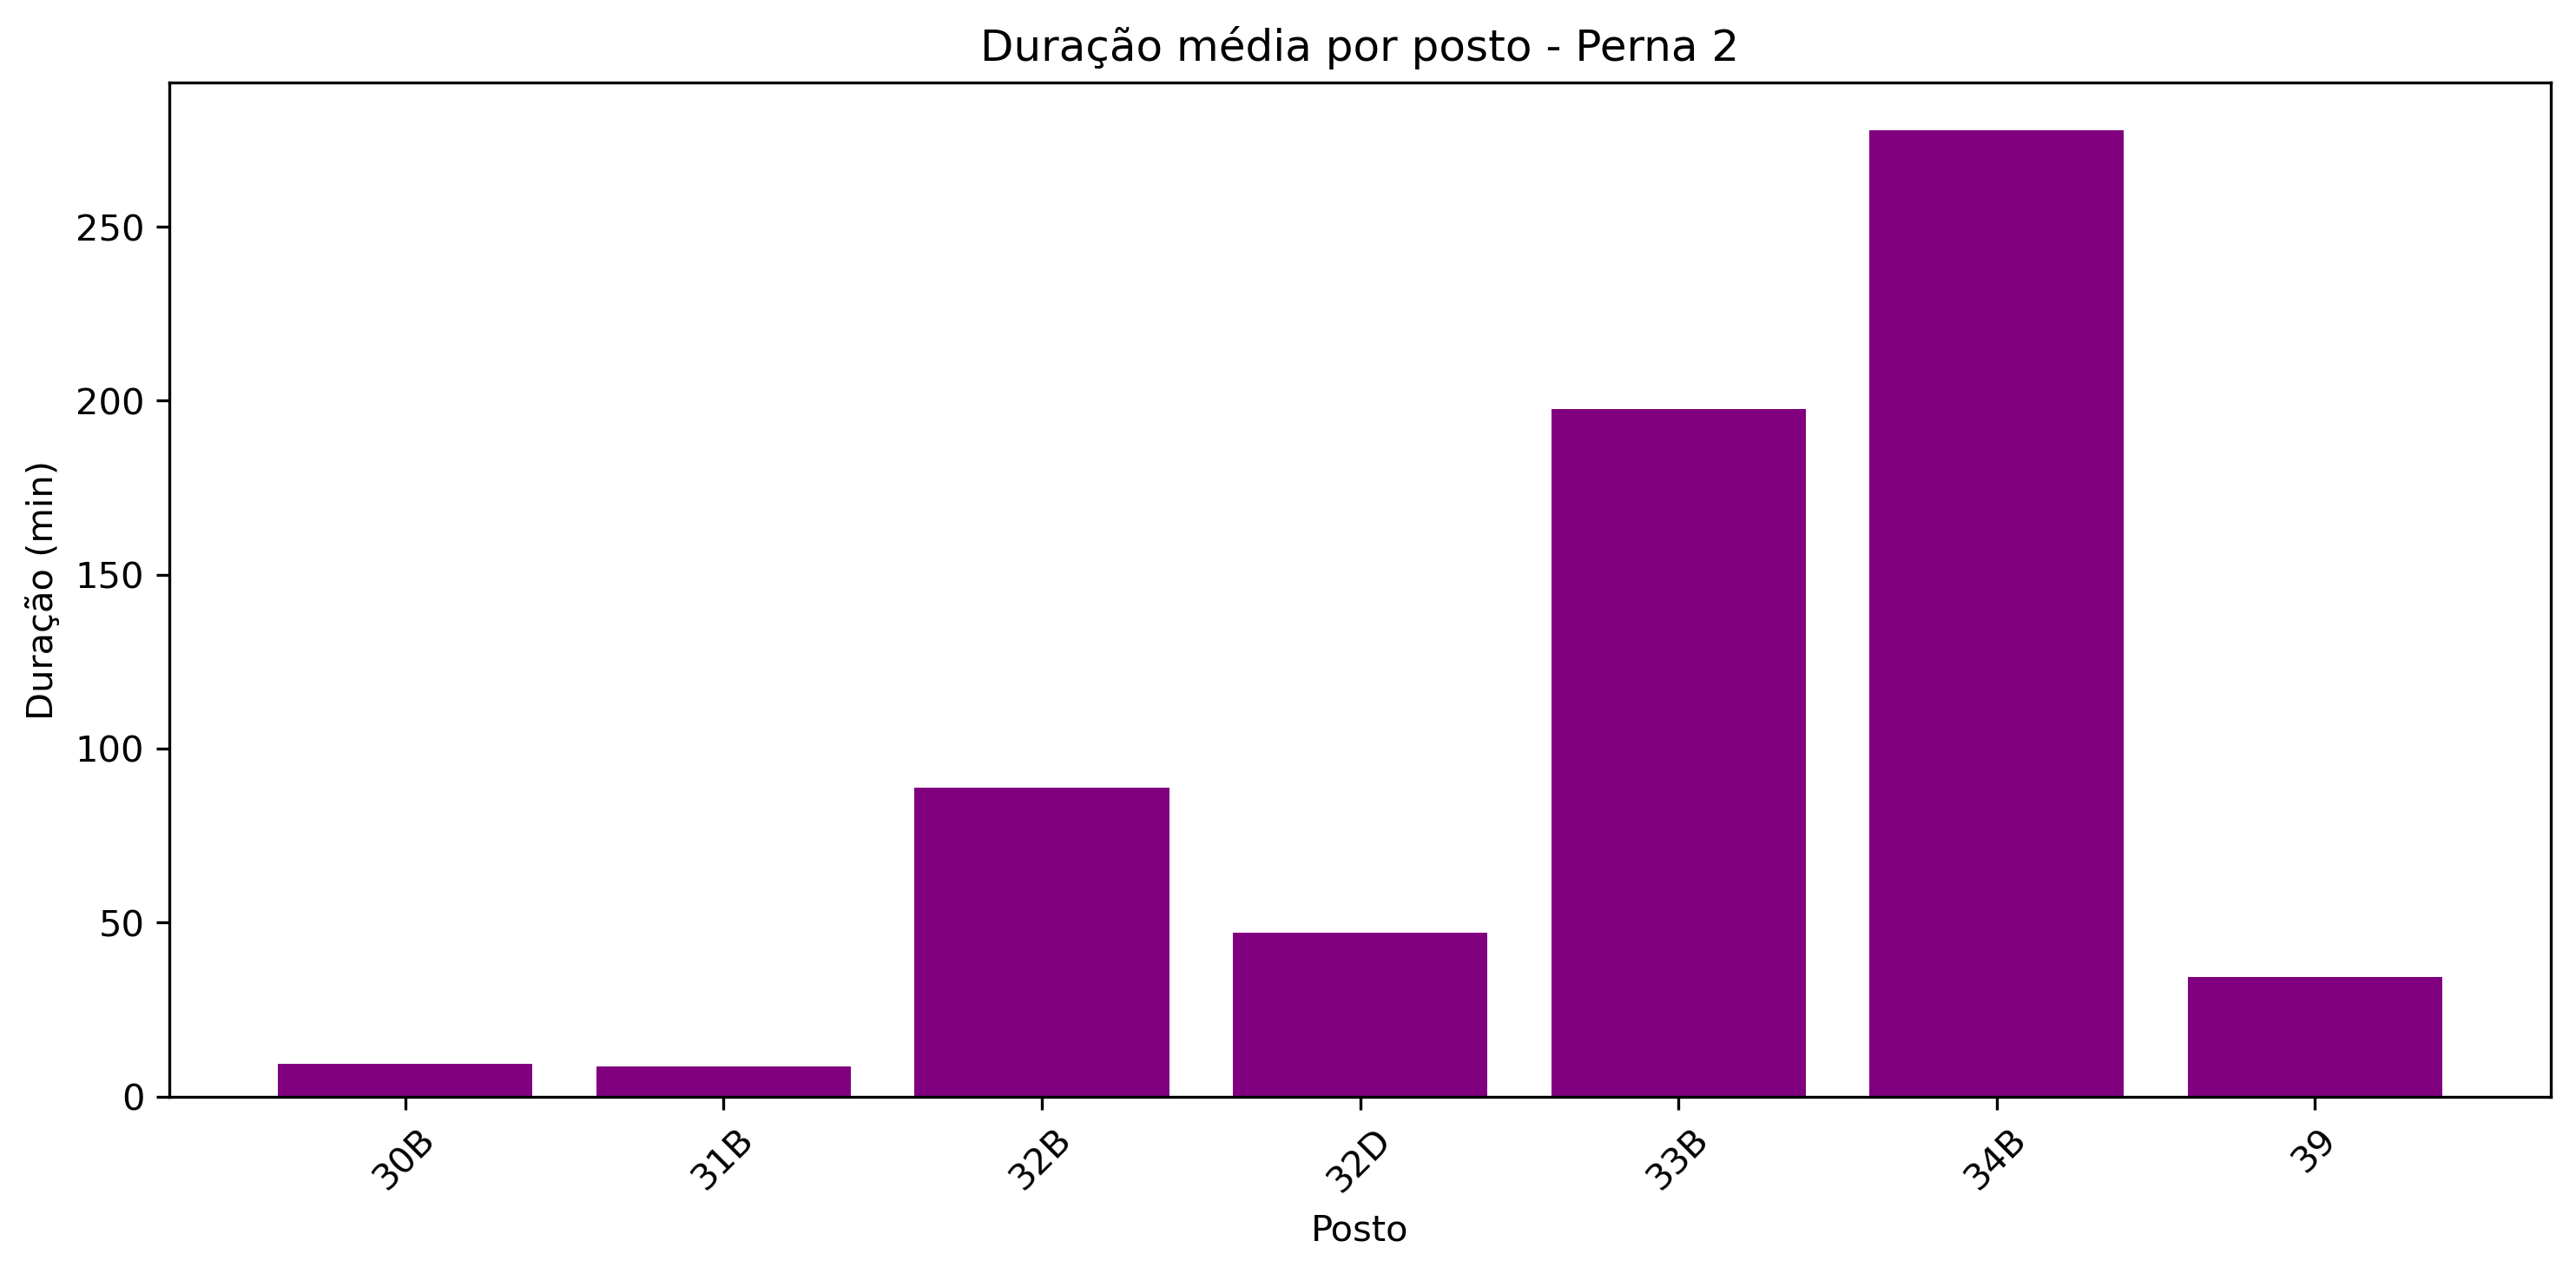 Duração média por posto - Perna 2
Duração (min)
250
200
150
100
50
0
30B
31B
32B
32D
33B
34B
39
Posto